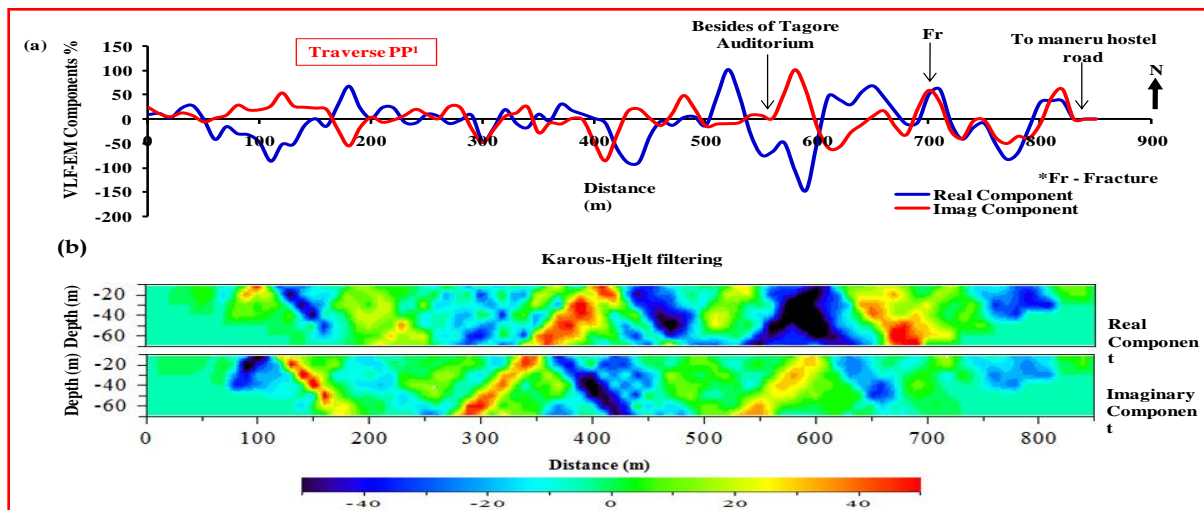 (a)
Traverse PP¹
Besides of Tagore
Auditorium
Fr
To maneru hostel
road
N
VLF-EM Components %
150
100
50
0
-50
-100
-150
-200
0 100 200 300 400 500 600 700 800 900
Distance
(m)
*Fr - Fracture
Real Component
Imag Component
(b)
Karous-Hjelt filtering
Depth (m)
-20
-40
-60
Real
Componen
t
Depth (m)
-20
-40
-60
Imaginary
Componen
t
0 100 200 300 400 500 600 700 800
Distance (m)
-40 -20 0 20 40